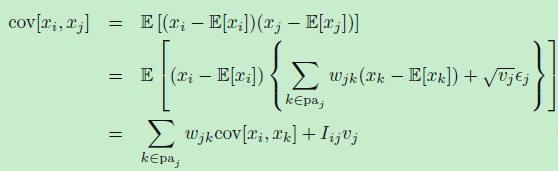 cov[x_i, x_j] = 𝔼 [(x_i − 𝔼[x_i])(x_j − 𝔼[x_j])]
= 𝔼 [ (x_i − 𝔼[x_i]) { ∑_{k∈pa_j} w_{jk}(x_k − 𝔼[x_k]) + √v_j ϵ_j } ]
= ∑_{k∈pa_j} w_{jk}cov[x_i, x_k] + I_{ij}v_j